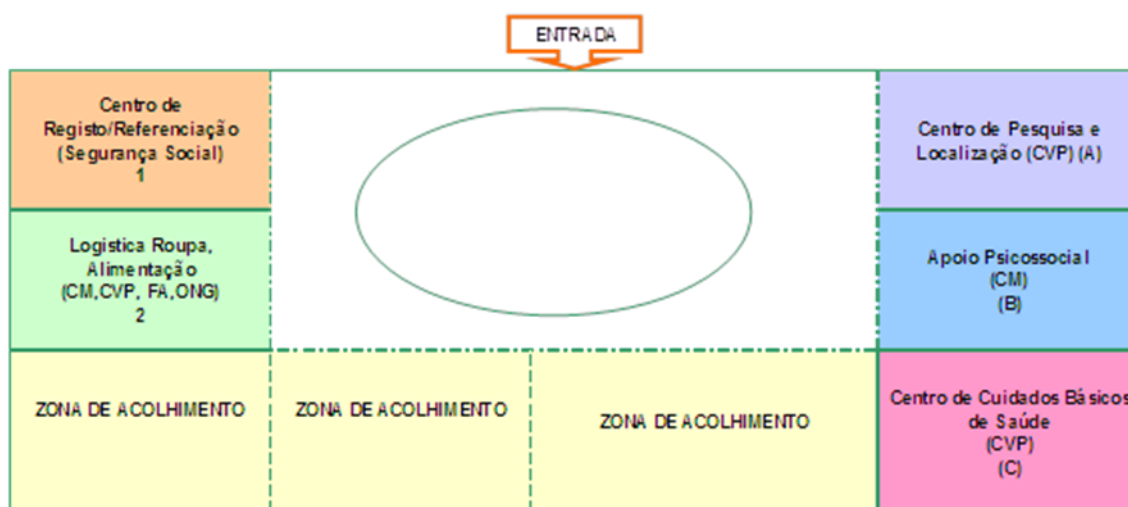 ENTRADA
Centro de
Registo/Referenciação
(Segurança Social)
1
Centro de Pesquisa e
Localização (CVP) (A)
Logistica Roupa,
Alimentação
(CM,CVP, FA,ONG)
2
Apoio Psicossocial
(CM)
(B)
ZONA DE ACOLHIMENTO
ZONA DE ACOLHIMENTO
ZONA DE ACOLHIMENTO
Centro de Cuidados Básicos
de Saúde
(CVP)
(C)